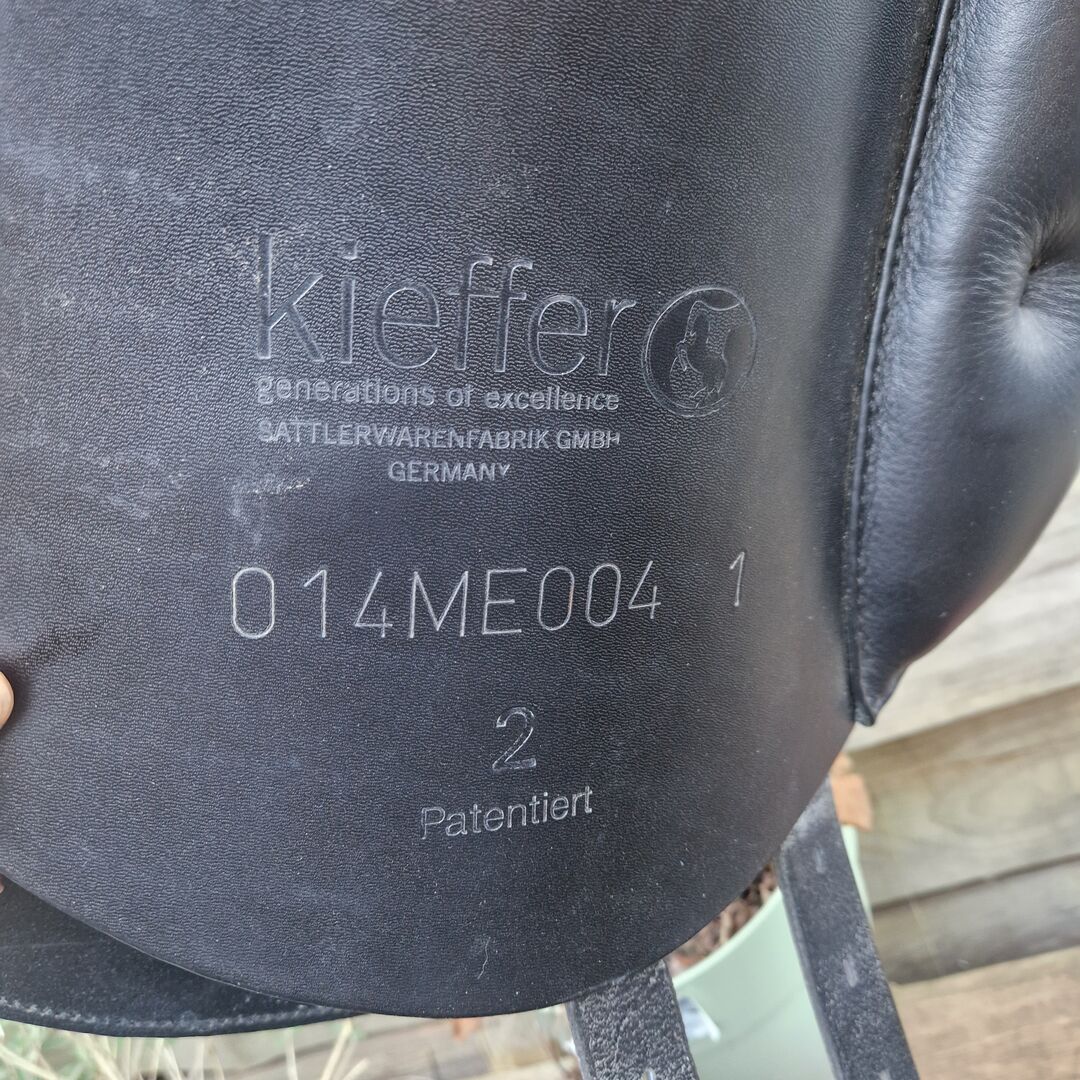 kieffer
generations of excellence
SATTLERWARENFABRIK GMBH
GERMANY
014ME004 1
2
Patentiert